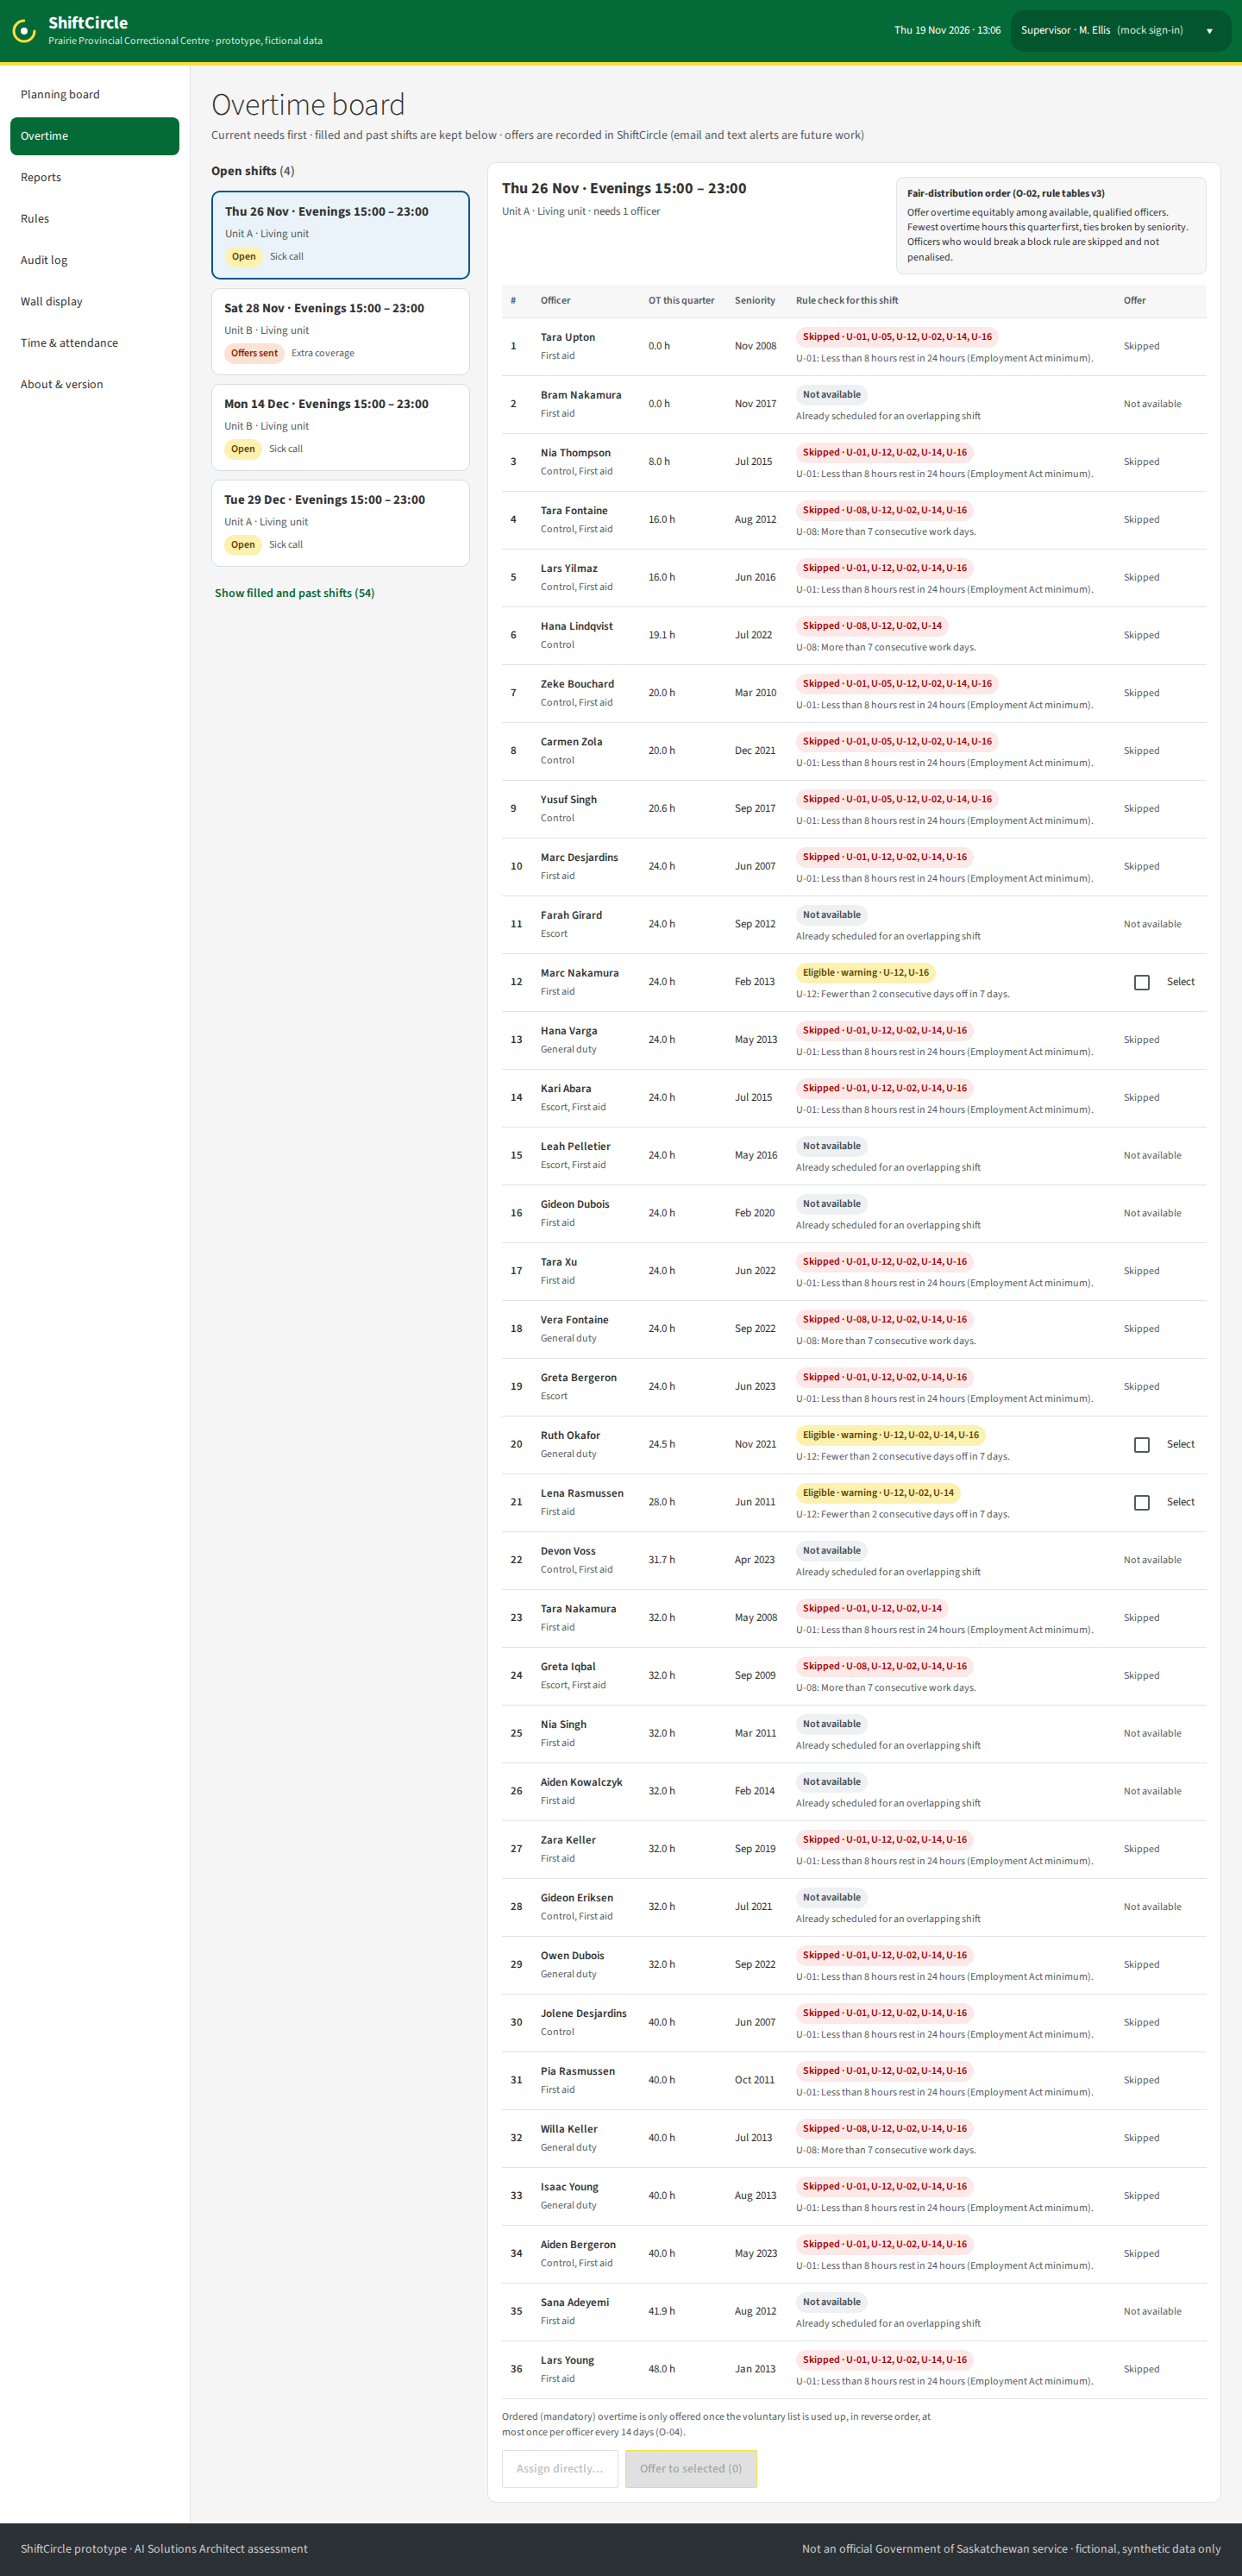 ShiftCircle
Prairie Provincial Correctional Centre · prototype, fictional data
Thu 19 Nov 2026 · 13:06
Supervisor · M. Ellis (mock sign-in) ▼
Planning board
Overtime
Reports
Rules
Audit log
Wall display
Time & attendance
About & version
Overtime board
Current needs first · filled and past shifts are kept below · offers are recorded in ShiftCircle (email and text alerts are future work)
Open shifts (4)
Thu 26 Nov · Evenings 15:00 – 23:00
Unit A · Living unit
Open Sick call
Sat 28 Nov · Evenings 15:00 – 23:00
Unit B · Living unit
Offers sent Extra coverage
Mon 14 Dec · Evenings 15:00 – 23:00
Unit B · Living unit
Open Sick call
Tue 29 Dec · Evenings 15:00 – 23:00
Unit A · Living unit
Open Sick call
Show filled and past shifts (54)
Thu 26 Nov · Evenings 15:00 – 23:00
Unit A · Living unit · needs 1 officer
Fair-distribution order (O-02, rule tables v3)
Offer overtime equitably among available, qualified officers.
Fewest overtime hours this quarter first, ties broken by seniority.
Officers who would break a block rule are skipped and not
penalised.
# Officer OT this quarter Seniority Rule check for this shift Offer
1 Tara Upton 0.0 h Nov 2008 Skipped · U-01, U-05, U-12, U-02, U-14, U-16 Skipped
First aid U-01: Less than 8 hours rest in 24 hours (Employment Act minimum).
2 Bram Nakamura 0.0 h Nov 2017 Not available Not available
First aid Already scheduled for an overlapping shift
3 Nia Thompson 8.0 h Jul 2015 Skipped · U-01, U-12, U-02, U-14, U-16 Skipped
Control, First aid U-01: Less than 8 hours rest in 24 hours (Employment Act minimum).
4 Tara Fontaine 16.0 h Aug 2012 Skipped · U-08, U-12, U-02, U-14, U-16 Skipped
Control, First aid U-08: More than 7 consecutive work days.
5 Lars Yilmaz 16.0 h Jun 2016 Skipped · U-01, U-12, U-02, U-14, U-16 Skipped
Control, First aid U-01: Less than 8 hours rest in 24 hours (Employment Act minimum).
6 Hana Lindqvist 19.1 h Jul 2022 Skipped · U-08, U-12, U-02, U-14 Skipped
Control U-08: More than 7 consecutive work days.
7 Zeke Bouchard 20.0 h Mar 2010 Skipped · U-01, U-05, U-12, U-02, U-14, U-16 Skipped
Control, First aid U-01: Less than 8 hours rest in 24 hours (Employment Act minimum).
8 Carmen Zola 20.0 h Dec 2021 Skipped · U-01, U-05, U-12, U-02, U-14, U-16 Skipped
Control U-01: Less than 8 hours rest in 24 hours (Employment Act minimum).
9 Yusuf Singh 20.6 h Sep 2017 Skipped · U-01, U-05, U-12, U-02, U-14, U-16 Skipped
Control U-01: Less than 8 hours rest in 24 hours (Employment Act minimum).
10 Marc Desjardins 24.0 h Jun 2007 Skipped · U-01, U-12, U-02, U-14, U-16 Skipped
First aid U-01: Less than 8 hours rest in 24 hours (Employment Act minimum).
11 Farah Girard 24.0 h Sep 2012 Not available Not available
Escort Already scheduled for an overlapping shift
12 Marc Nakamura 24.0 h Feb 2013 Eligible · warning · U-12, U-16 Select
First aid U-12: Fewer than 2 consecutive days off in 7 days.
13 Hana Varga 24.0 h May 2013 Skipped · U-01, U-12, U-02, U-14, U-16 Skipped
General duty U-01: Less than 8 hours rest in 24 hours (Employment Act minimum).
14 Kari Abara 24.0 h Jul 2015 Skipped · U-01, U-12, U-02, U-14, U-16 Skipped
Escort, First aid U-01: Less than 8 hours rest in 24 hours (Employment Act minimum).
15 Leah Pelletier 24.0 h May 2016 Not available Not available
Escort, First aid Already scheduled for an overlapping shift
16 Gideon Dubois 24.0 h Feb 2020 Not available Not available
First aid Already scheduled for an overlapping shift
17 Tara Xu 24.0 h Jun 2022 Skipped · U-01, U-12, U-02, U-14, U-16 Skipped
First aid U-01: Less than 8 hours rest in 24 hours (Employment Act minimum).
18 Vera Fontaine 24.0 h Sep 2022 Skipped · U-08, U-12, U-02, U-14, U-16 Skipped
General duty U-08: More than 7 consecutive work days.
19 Greta Bergeron 24.0 h Jun 2023 Skipped · U-01, U-12, U-02, U-14, U-16 Skipped
Escort U-01: Less than 8 hours rest in 24 hours (Employment Act minimum).
20 Ruth Okafor 24.5 h Nov 2021 Eligible · warning · U-12, U-02, U-14, U-16 Select
General duty U-12: Fewer than 2 consecutive days off in 7 days.
21 Lena Rasmussen 28.0 h Jun 2011 Eligible · warning · U-12, U-02, U-14 Select
First aid U-12: Fewer than 2 consecutive days off in 7 days.
22 Devon Voss 31.7 h Apr 2023 Not available Not available
Control, First aid Already scheduled for an overlapping shift
23 Tara Nakamura 32.0 h May 2008 Skipped · U-01, U-12, U-02, U-14 Skipped
First aid U-01: Less than 8 hours rest in 24 hours (Employment Act minimum).
24 Greta Iqbal 32.0 h Sep 2009 Skipped · U-08, U-12, U-02, U-14, U-16 Skipped
Escort, First aid U-08: More than 7 consecutive work days.
25 Nia Singh 32.0 h Mar 2011 Not available Not available
First aid Already scheduled for an overlapping shift
26 Aiden Kowalczyk 32.0 h Feb 2014 Not available Not available
First aid Already scheduled for an overlapping shift
27 Zara Keller 32.0 h Sep 2019 Skipped · U-01, U-12, U-02, U-14, U-16 Skipped
First aid U-01: Less than 8 hours rest in 24 hours (Employment Act minimum).
28 Gideon Eriksen 32.0 h Jul 2021 Not available Not available
Control, First aid Already scheduled for an overlapping shift
29 Owen Dubois 32.0 h Sep 2022 Skipped · U-01, U-12, U-02, U-14, U-16 Skipped
General duty U-01: Less than 8 hours rest in 24 hours (Employment Act minimum).
30 Jolene Desjardins 40.0 h Jun 2007 Skipped · U-01, U-12, U-02, U-14, U-16 Skipped
Control U-01: Less than 8 hours rest in 24 hours (Employment Act minimum).
31 Pia Rasmussen 40.0 h Oct 2011 Skipped · U-01, U-12, U-02, U-14, U-16 Skipped
First aid U-01: Less than 8 hours rest in 24 hours (Employment Act minimum).
32 Willa Keller 40.0 h Jul 2013 Skipped · U-08, U-12, U-02, U-14, U-16 Skipped
General duty U-08: More than 7 consecutive work days.
33 Isaac Young 40.0 h Aug 2013 Skipped · U-01, U-12, U-02, U-14, U-16 Skipped
General duty U-01: Less than 8 hours rest in 24 hours (Employment Act minimum).
34 Aiden Bergeron 40.0 h May 2023 Skipped · U-01, U-12, U-02, U-14, U-16 Skipped
Control, First aid U-01: Less than 8 hours rest in 24 hours (Employment Act minimum).
35 Sana Adeyemi 41.9 h Aug 2012 Not available Not available
First aid Already scheduled for an overlapping shift
36 Lars Young 48.0 h Jan 2013 Skipped · U-01, U-12, U-02, U-14, U-16 Skipped
First aid U-01: Less than 8 hours rest in 24 hours (Employment Act minimum).
Ordered (mandatory) overtime is only offered once the voluntary list is used up, in reverse order, at
most once per officer every 14 days (O-04).
Assign directly... Offer to selected (0)
ShiftCircle prototype · AI Solutions Architect assessment
Not an official Government of Saskatchewan service · fictional, synthetic data only